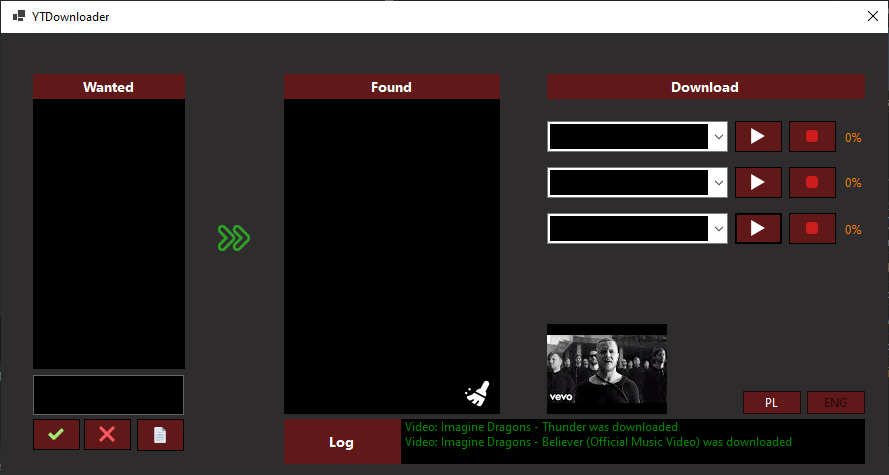 YTDownloader
Wanted
Found
Download
0%
0%
0%
vevo
PL
ENG
Log
Video: Imagine Dragons - Thunder was downloaded
Video: Imagine Dragons - Believer (Official Music Video) was downloaded